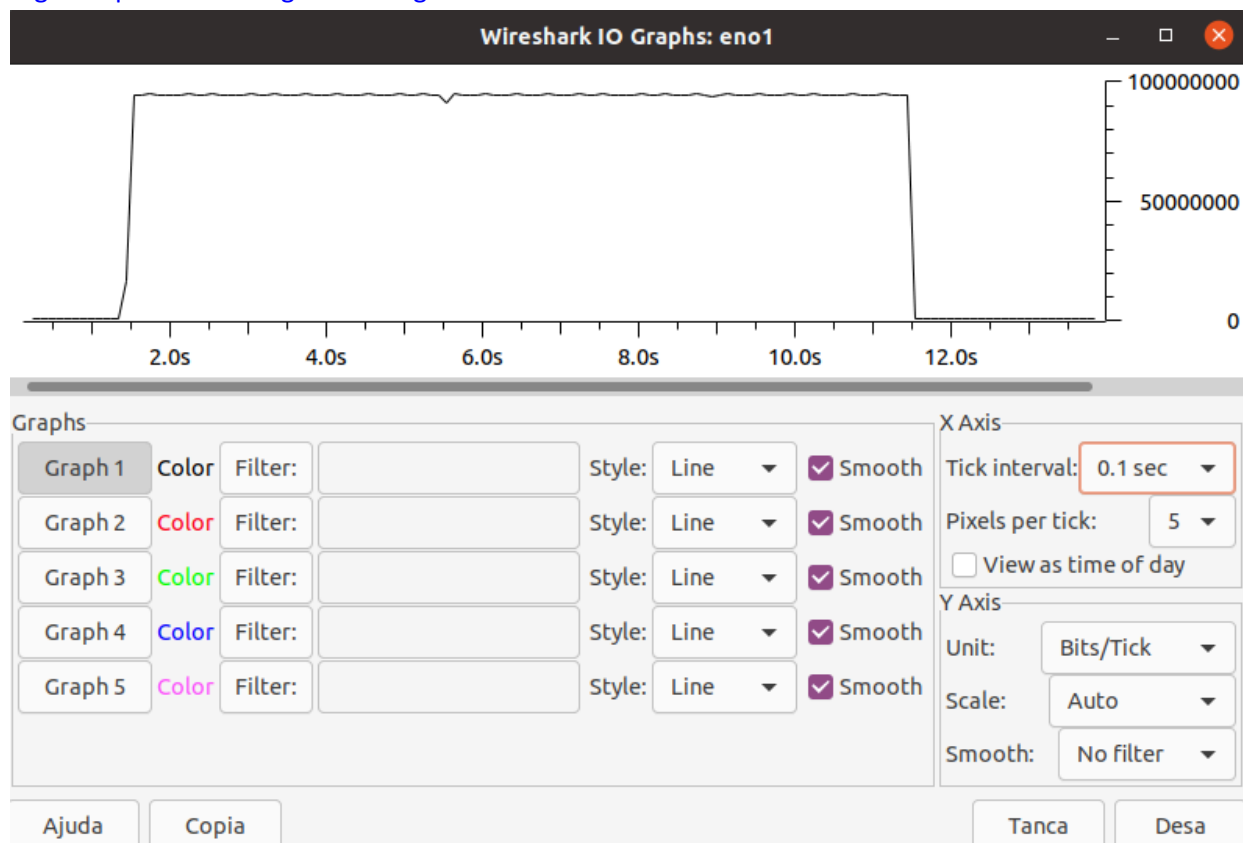 Wireshark IO Graphs: eno1
100000000
50000000
0
2.0s 4.0s 6.0s 8.0s 10.0s 12.0s
Graphs
Graph 1 Color Filter: Style: Line Smooth
Graph 2 Color Filter: Style: Line Smooth
Graph 3 Color Filter: Style: Line Smooth
Graph 4 Color Filter: Style: Line Smooth
Graph 5 Color Filter: Style: Line Smooth
X Axis
Tick interval: 0.1 sec
Pixels per tick: 5
View as time of day
Y Axis
Unit: Bits/Tick
Scale: Auto
Smooth: No filter
Ajuda Copia Tanca Desa